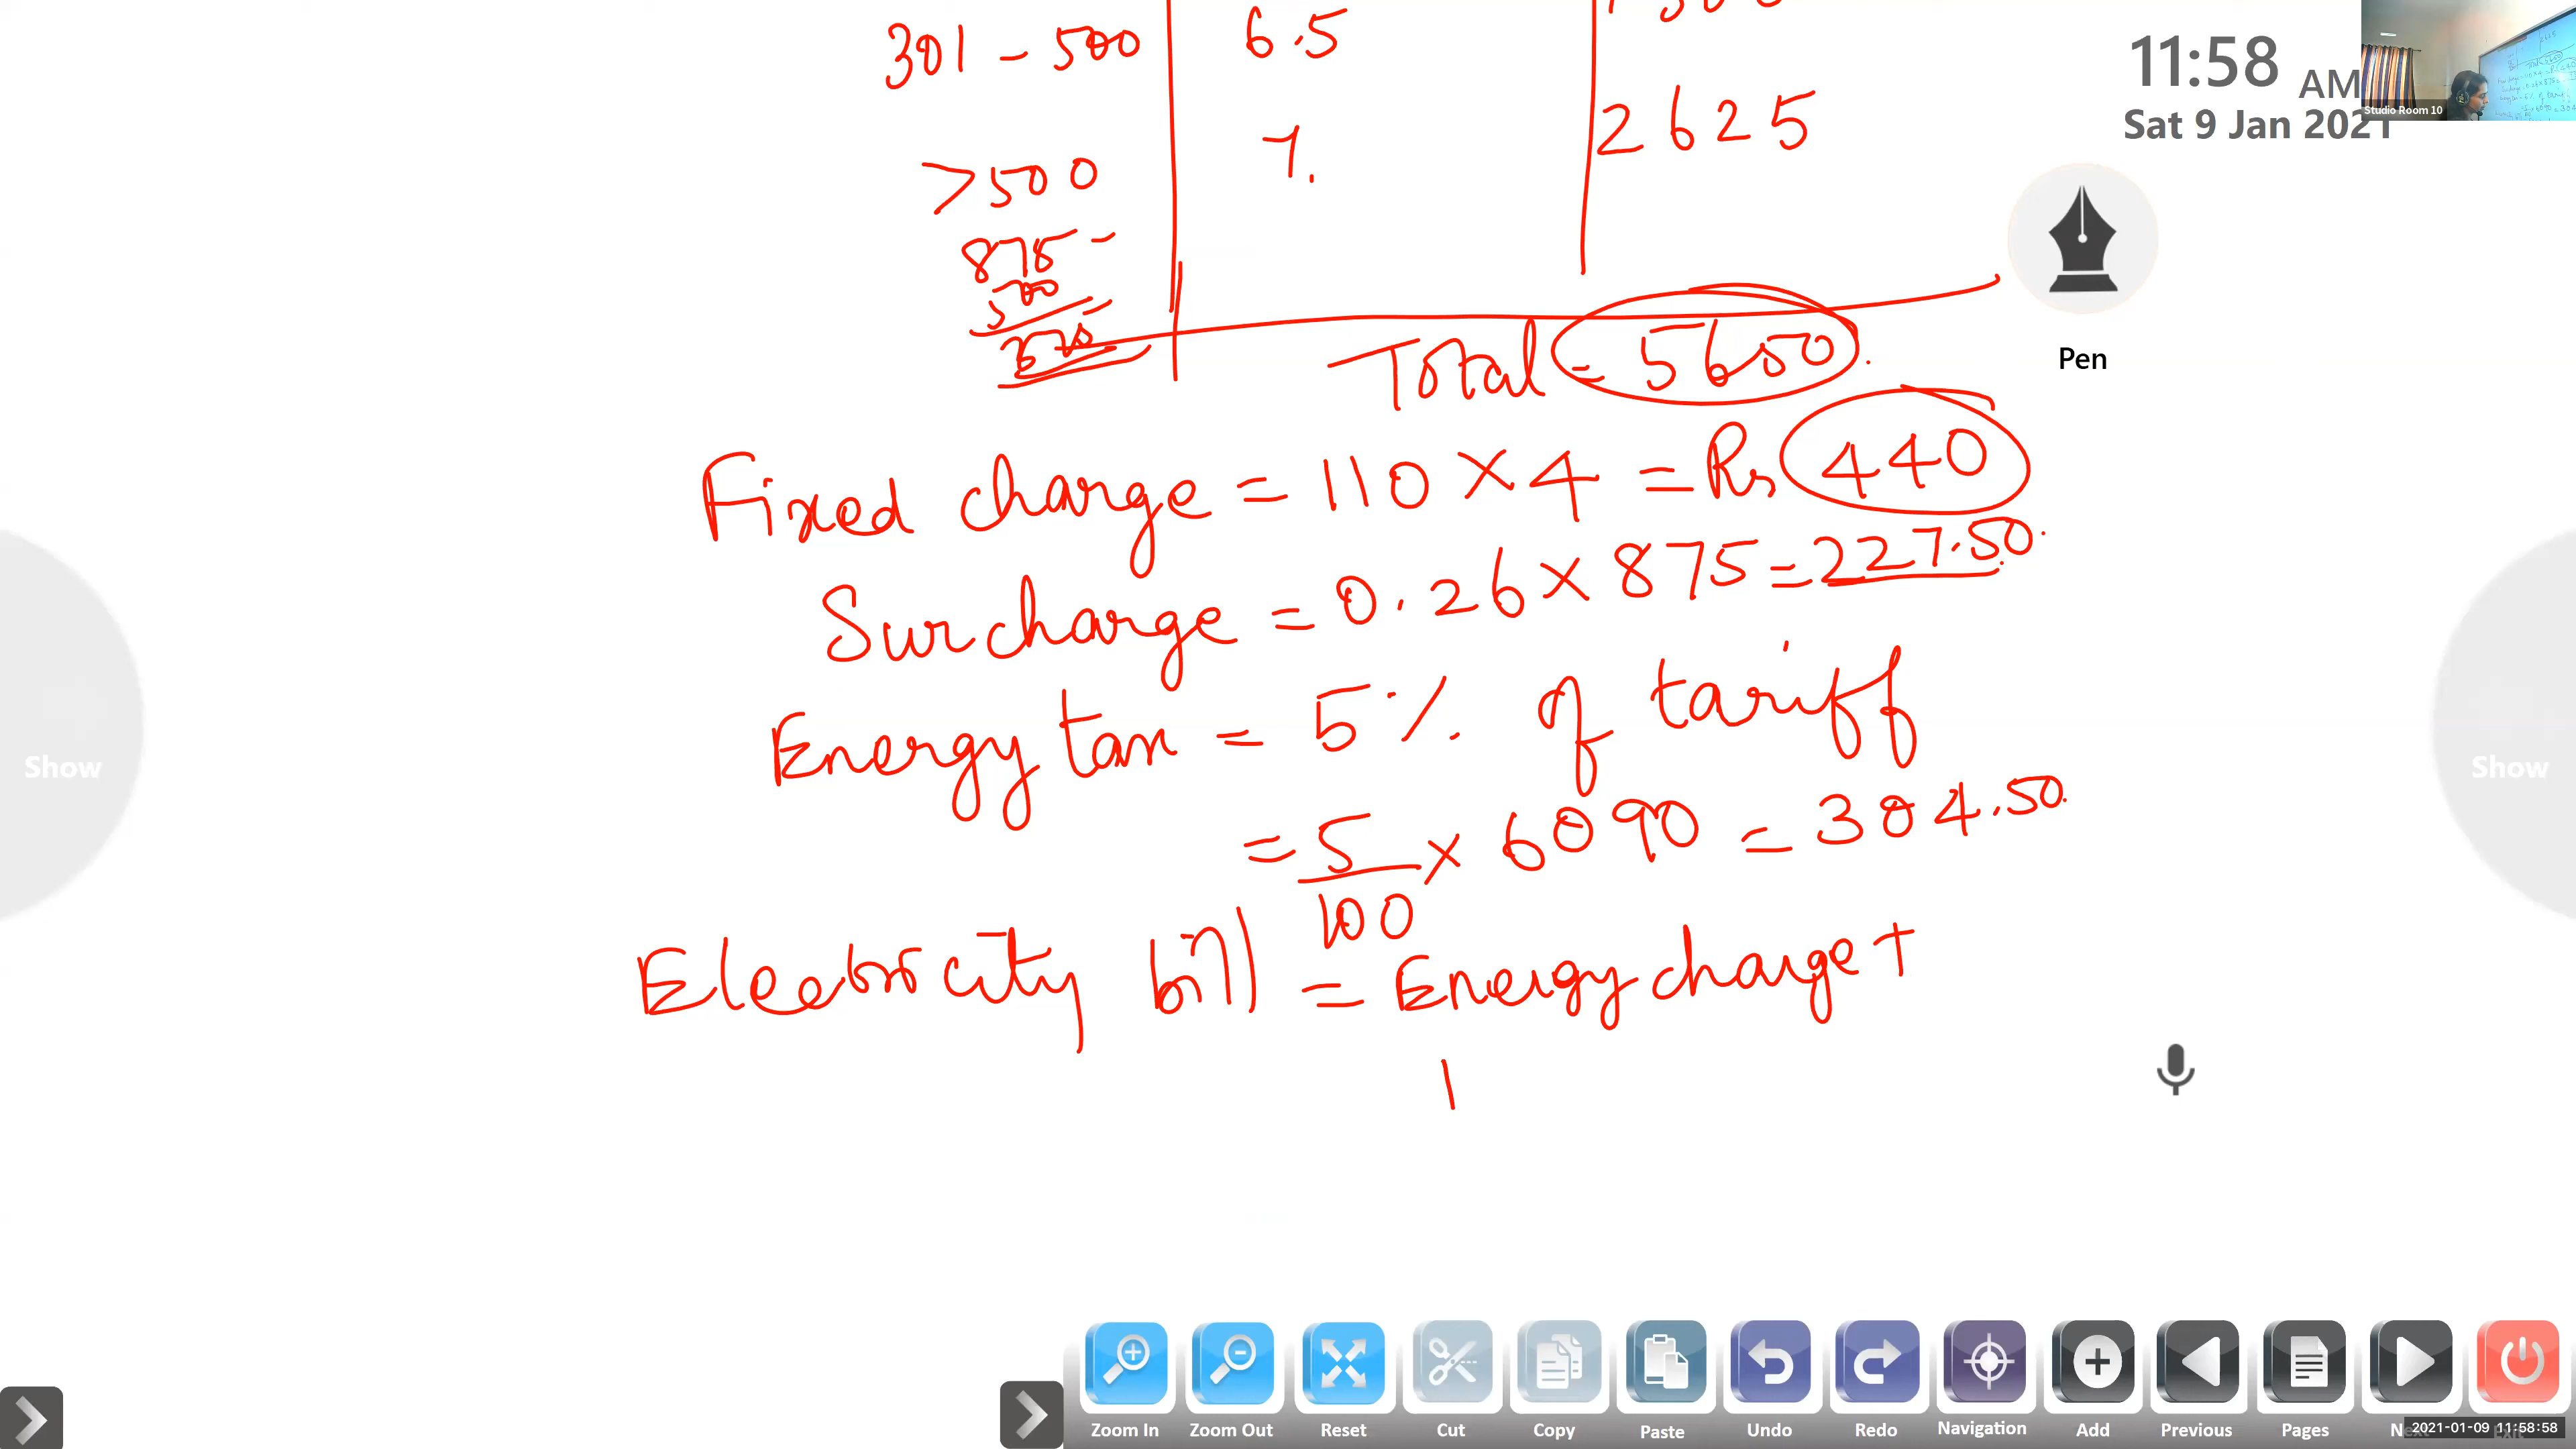 301 - 500 6.5
11:58 AM
Sat 9 Jan 2021
Studio Room 10
>500 7. 2625
875 -
500
375
Total = 5650.
Pen
Fixed charge = 110 × 4 = Rs 440
Surcharge = 0.26 × 875 = 227.50.
Energy tax = 5% of tariff
= 5/100 × 6090 = 304.50.
Show
Show
Electricity bill = Energy charge +
Zoom In Zoom Out Reset Cut Copy Paste Undo Redo Navigation Add Previous Pages
2021-01-09 11:58:58